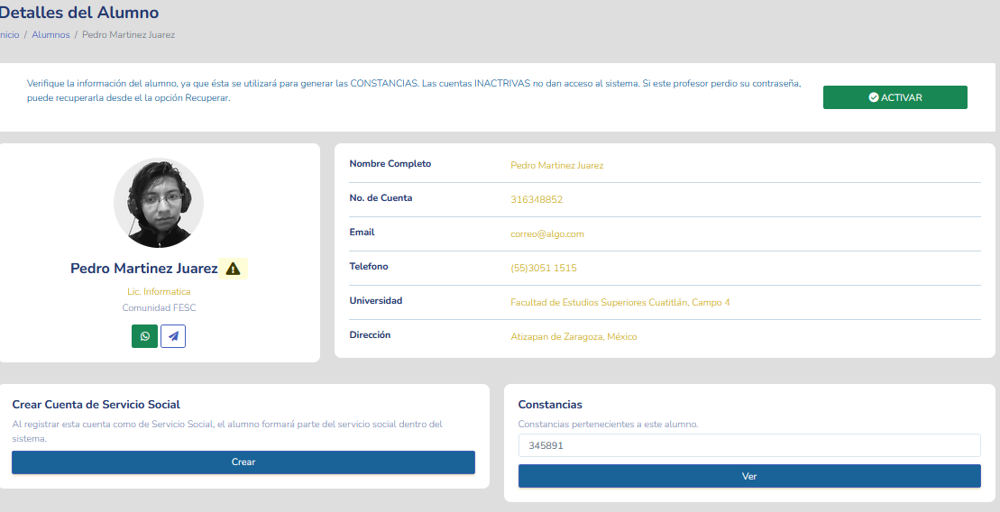 Detalles del Alumno
nicio / Alumnos / Pedro Martinez Juarez
Verifique la información del alumno, ya que ésta se utilizará para generar las CONSTANCIAS. Las cuentas INACTRIVAS no dan acceso al sistema. Si este profesor perdio su contraseña,
puede recuperarla desde el la opción Recuperar.
ACTIVAR
Pedro Martinez Juarez
Lic. Informatica
Comunidad FESC
Nombre Completo Pedro Martinez Juarez
No. de Cuenta 316348852
Email correo@algo.com
Telefono (55)3051 1515
Universidad Facultad de Estudios Superiores Cuatitlán, Campo 4
Dirección Atizapan de Zaragoza, México
Crear Cuenta de Servicio Social
Al registrar esta cuenta como de Servicio Social, el alumno formará parte del servicio social dentro del
sistema.
Crear
Constancias
Constancias pertenecientes a este alumno.
345891
Ver